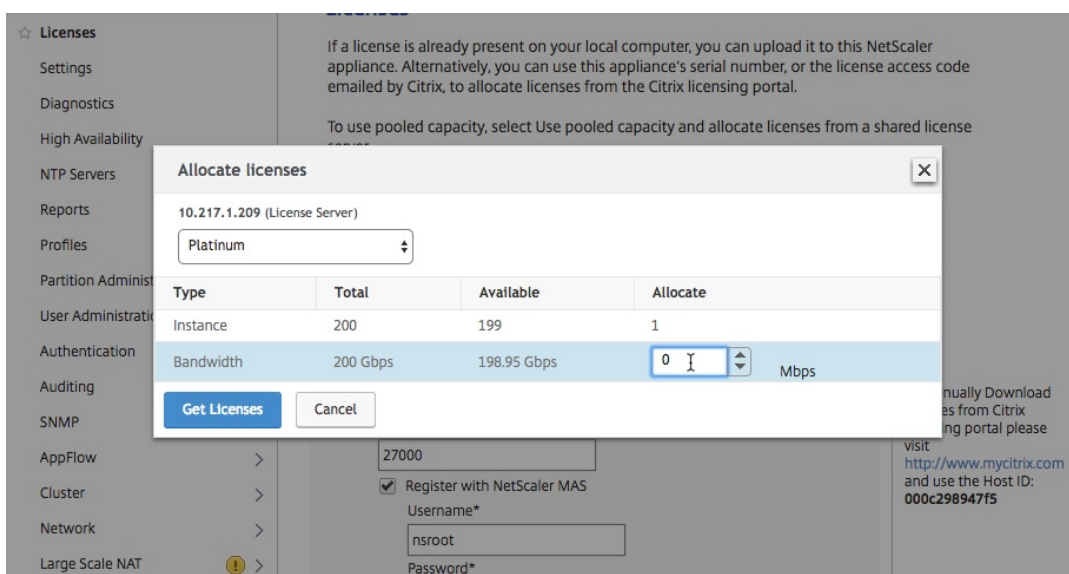 Licenses
Settings
Diagnostics
High Availability
NTP Servers
Reports
Profiles
Partition Administ
User Administratio
Authentication
Auditing
SNMP
AppFlow
Cluster
Network
Large Scale NAT
Licenses
If a license is already present on your local computer, you can upload it to this NetScaler
appliance. Alternatively, you can use this appliance's serial number, or the license access code
emailed by Citrix, to allocate licenses from the Citrix licensing portal.
To use pooled capacity, select Use pooled capacity and allocate licenses from a shared license
Allocate licenses
10.217.1.209 (License Server)
Platinum
Type Total Available Allocate
Instance 200 199 1
Bandwidth 200 Gbps 198.95 Gbps 0 Mbps
Get Licenses Cancel
27000
Register with NetScaler MAS
Username*
nsroot
Password*
nually Download
es from Citrix
ng portal please
visit
http://www.mycitrix.com
and use the Host ID:
000c298947f5